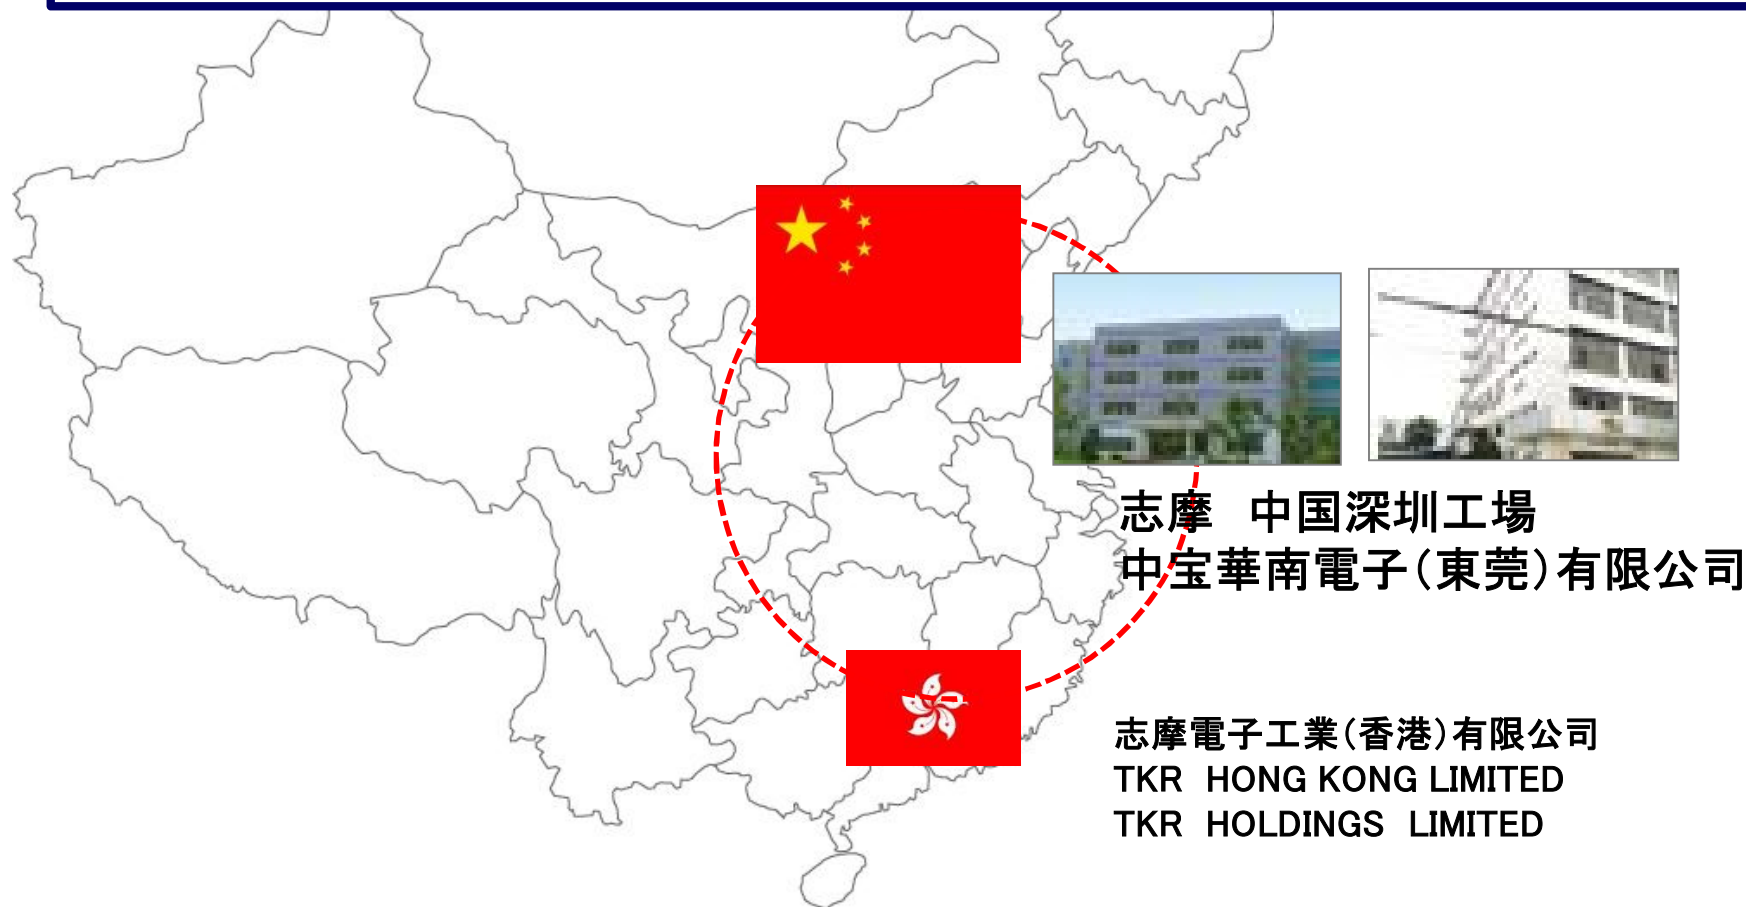 志摩　中国深圳工場
中宝華南電子(東莞)有限公司
志摩電子工業(香港)有限公司
TKR HONG KONG LIMITED
TKR HOLDINGS LIMITED